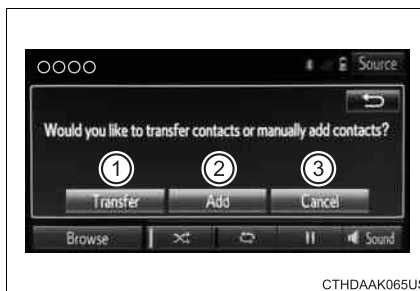 OOOO
Source
Would you like to transfer contacts or manually add contacts?
1 2 3
Transfer Add Cancel
Browse Sound
CTHDAAK065US